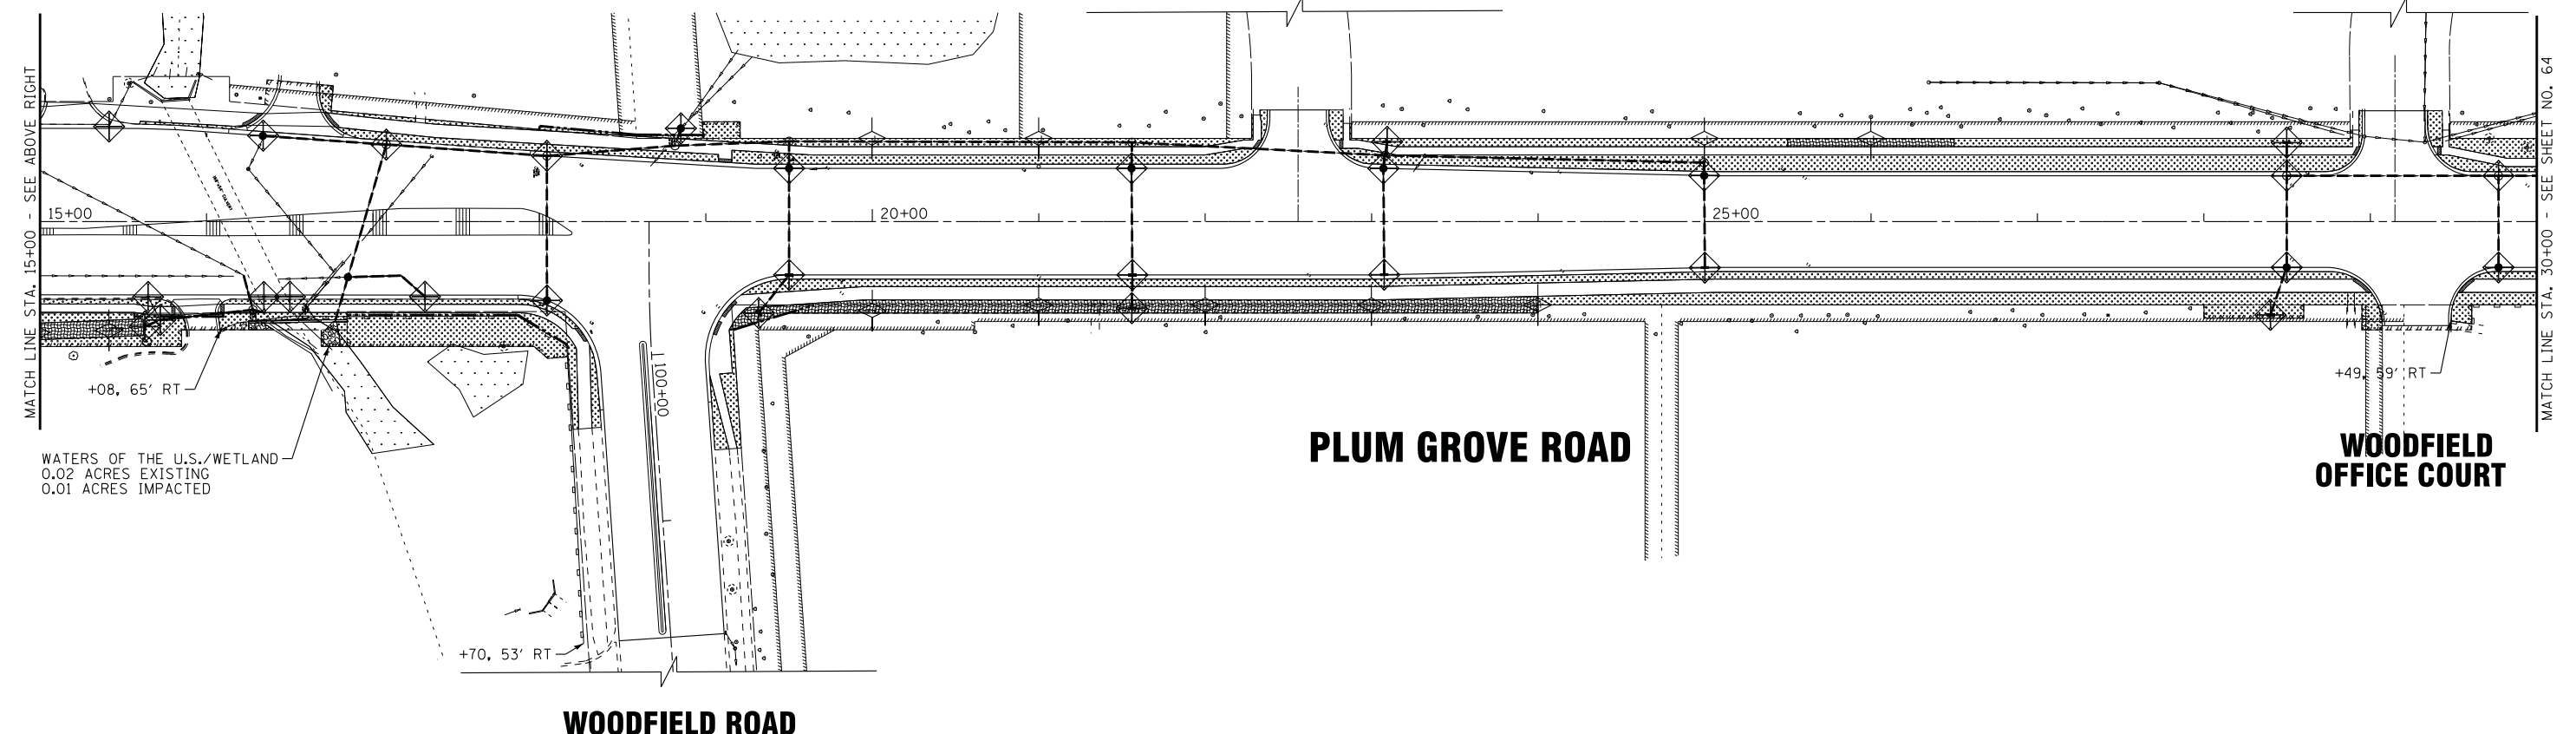 MATCH LINE STA. 15+00 - SEE ABOVE RIGHT
15+00
20+00
25+00
MATCH LINE STA. 30+00 - SEE SHEET NO. 64
+08, 65' RT
100+00
+49, 59' RT
WATERS OF THE U.S./WETLAND
0.02 ACRES EXISTING
0.01 ACRES IMPACTED
PLUM GROVE ROAD
WOODFIELD
OFFICE COURT
+70, 53' RT
WOODFIELD ROAD